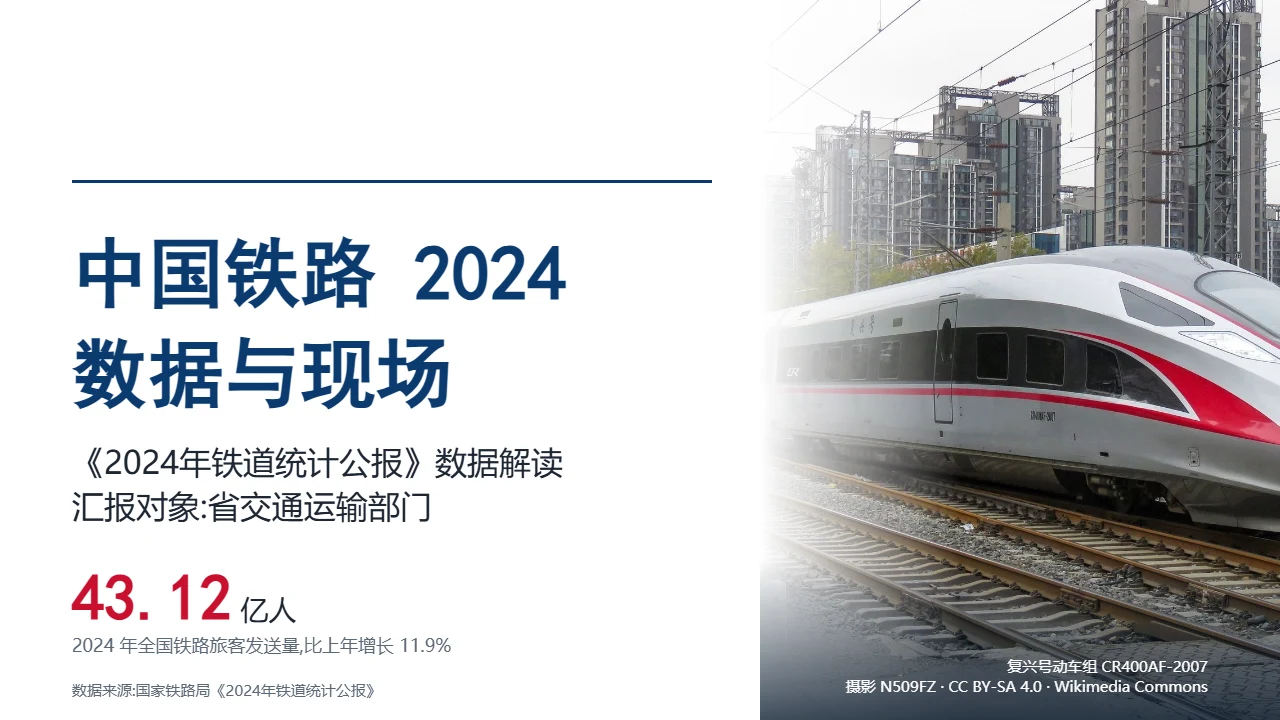 中国铁路 2024
数据与现场
《2024年铁道统计公报》数据解读
汇报对象:省交通运输部门
43.12 亿人
2024 年全国铁路旅客发送量,比上年增长 11.9%
数据来源:国家铁路局《2024年铁道统计公报》
复兴号
CR400AF-2007
复兴号动车组 CR400AF-2007
摄影 N509FZ · CC BY-SA 4.0 · Wikimedia Commons